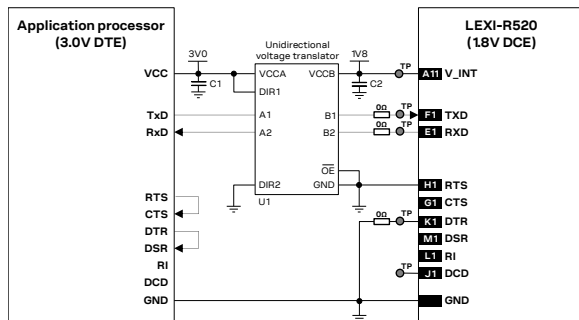 Application processor
(3.0V DTE)
LEXI-R520
(1.8V DCE)
Unidirectional
voltage translator
3V0
1V8
VCC
VCCA
VCCB
TP
A11 V_INT
DIR1
C1
C2
TxD
A1
B1
0Ω
TP
F1 TXD
RxD
A2
B2
0Ω
TP
E1 RXD
OE
DIR2
GND
U1
RTS
H1 RTS
CTS
G1 CTS
DTR
0Ω
TP
K1 DTR
DSR
M1 DSR
RI
L1 RI
DCD
TP
J1 DCD
GND
GND